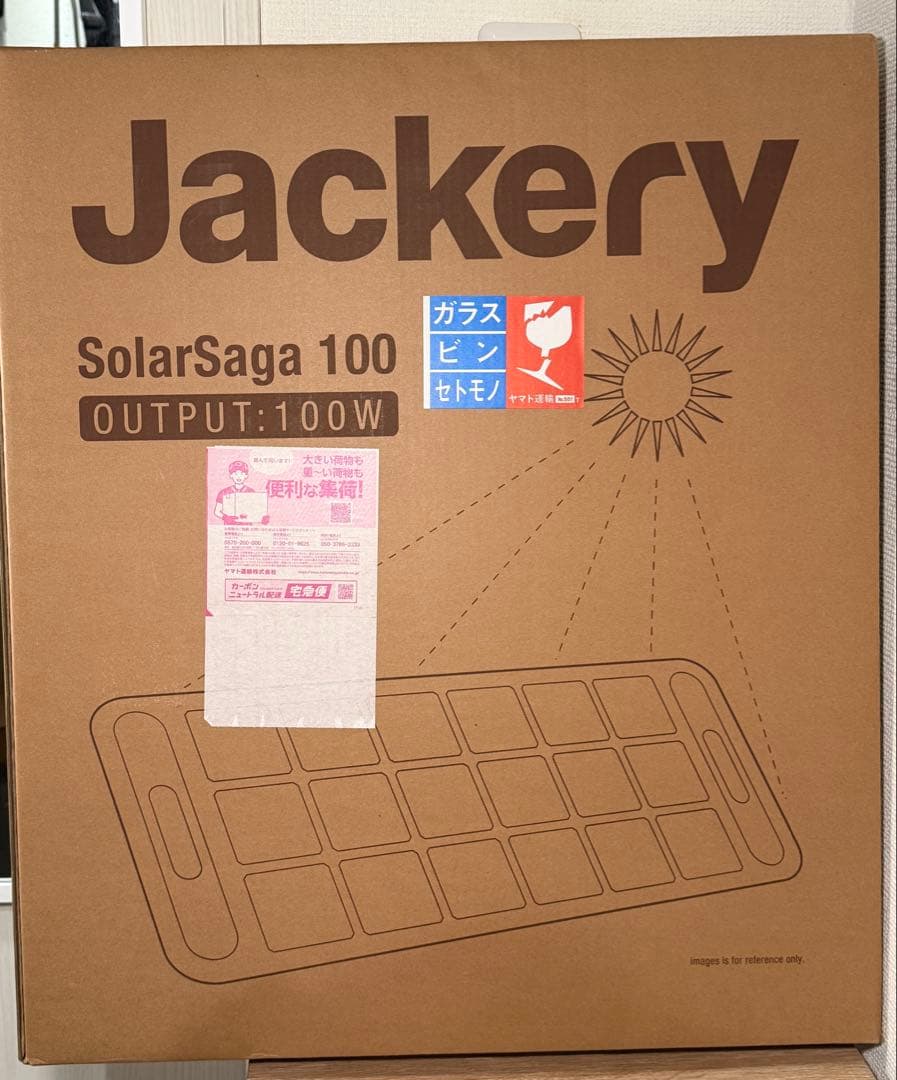 Jackery
SolarSaga 100
OUTPUT:100W
ガラス
ビン
セトモノ
ヤマト運輸
大きい荷物も
重〜い荷物も
便利な集荷!
ヤマト運輸株式会社
カーボン
ニュートラル配達
宅急便
images is for reference only.